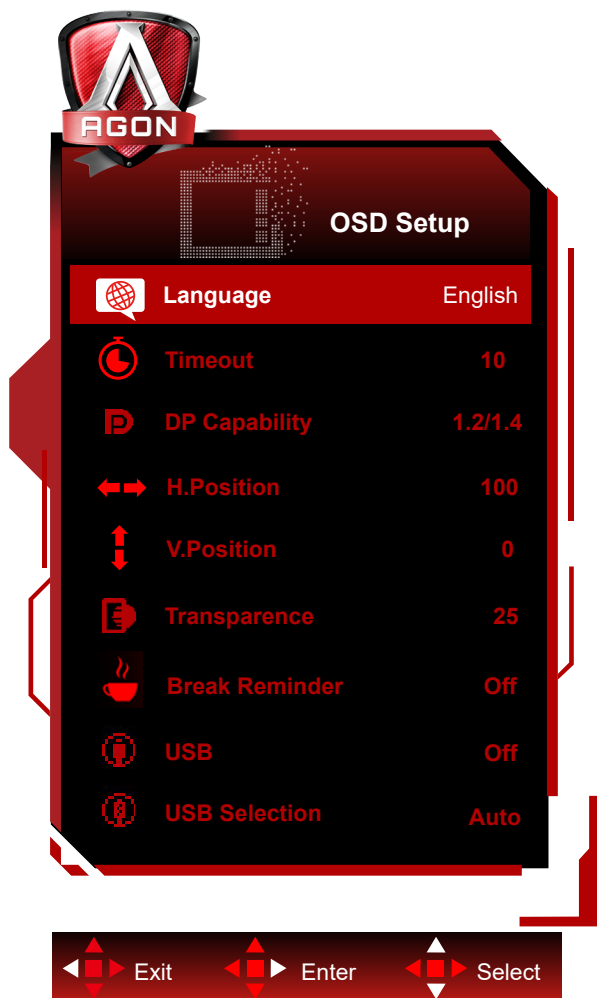 AGON
OSD Setup
Language English
Timeout 10
DP Capability 1.2/1.4
H.Position 100
V.Position 0
Transparence 25
Break Reminder Off
USB Off
USB Selection Auto
Exit Enter Select